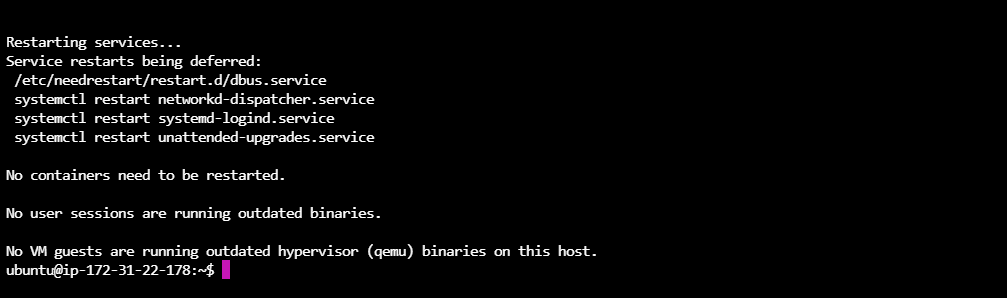 Restarting services...
Service restarts being deferred:
 /etc/needrestart/restart.d/dbus.service
 systemctl restart networkd-dispatcher.service
 systemctl restart systemd-logind.service
 systemctl restart unattended-upgrades.service
No containers need to be restarted.
No user sessions are running outdated binaries.
No VM guests are running outdated hypervisor (qemu) binaries on this host.
ubuntu@ip-172-31-22-178:~$